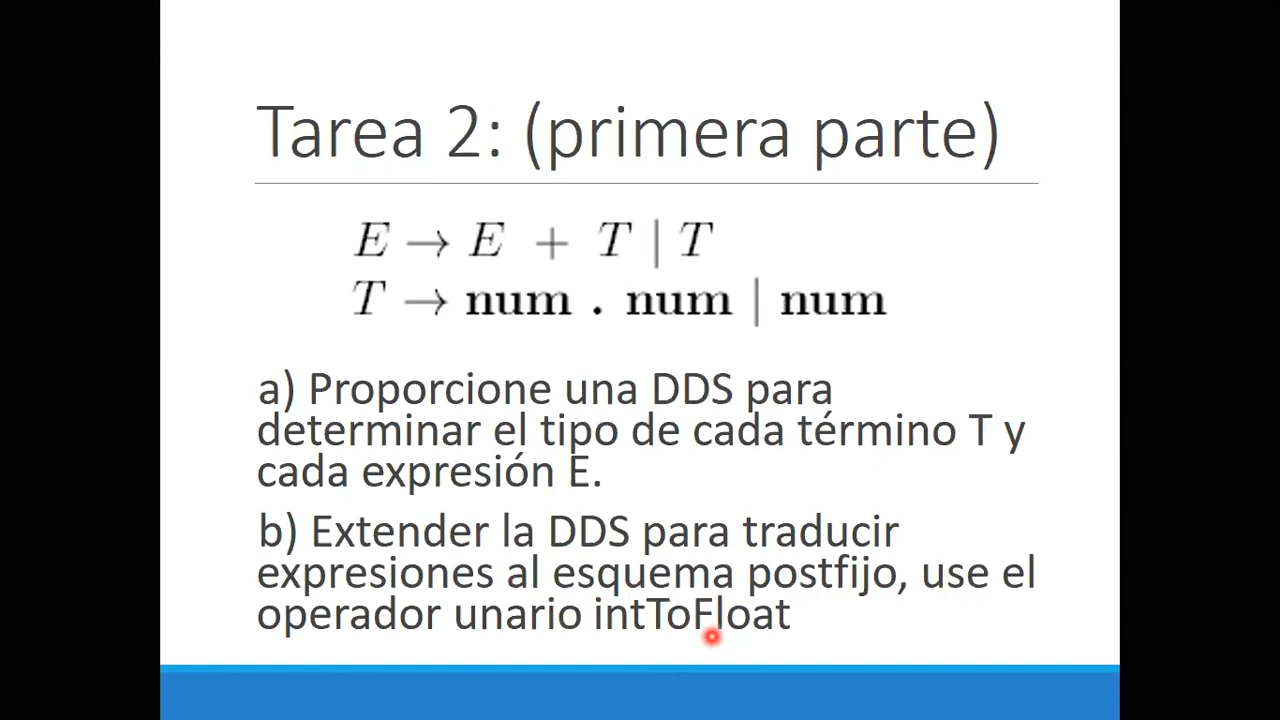 Tarea 2: (primera parte)
E → E + T | T
T → num . num | num
a) Proporcione una DDS para
determinar el tipo de cada término T y
cada expresión E.
b) Extender la DDS para traducir
expresiones al esquema postfijo, use el
operador unario intToFloat